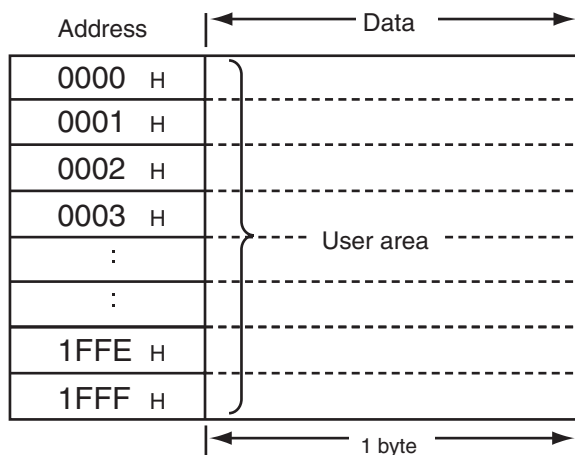 Address Data
0000 H
0001 H
0002 H
0003 H
User area
:
:
1FFE H
1FFF H
1 byte